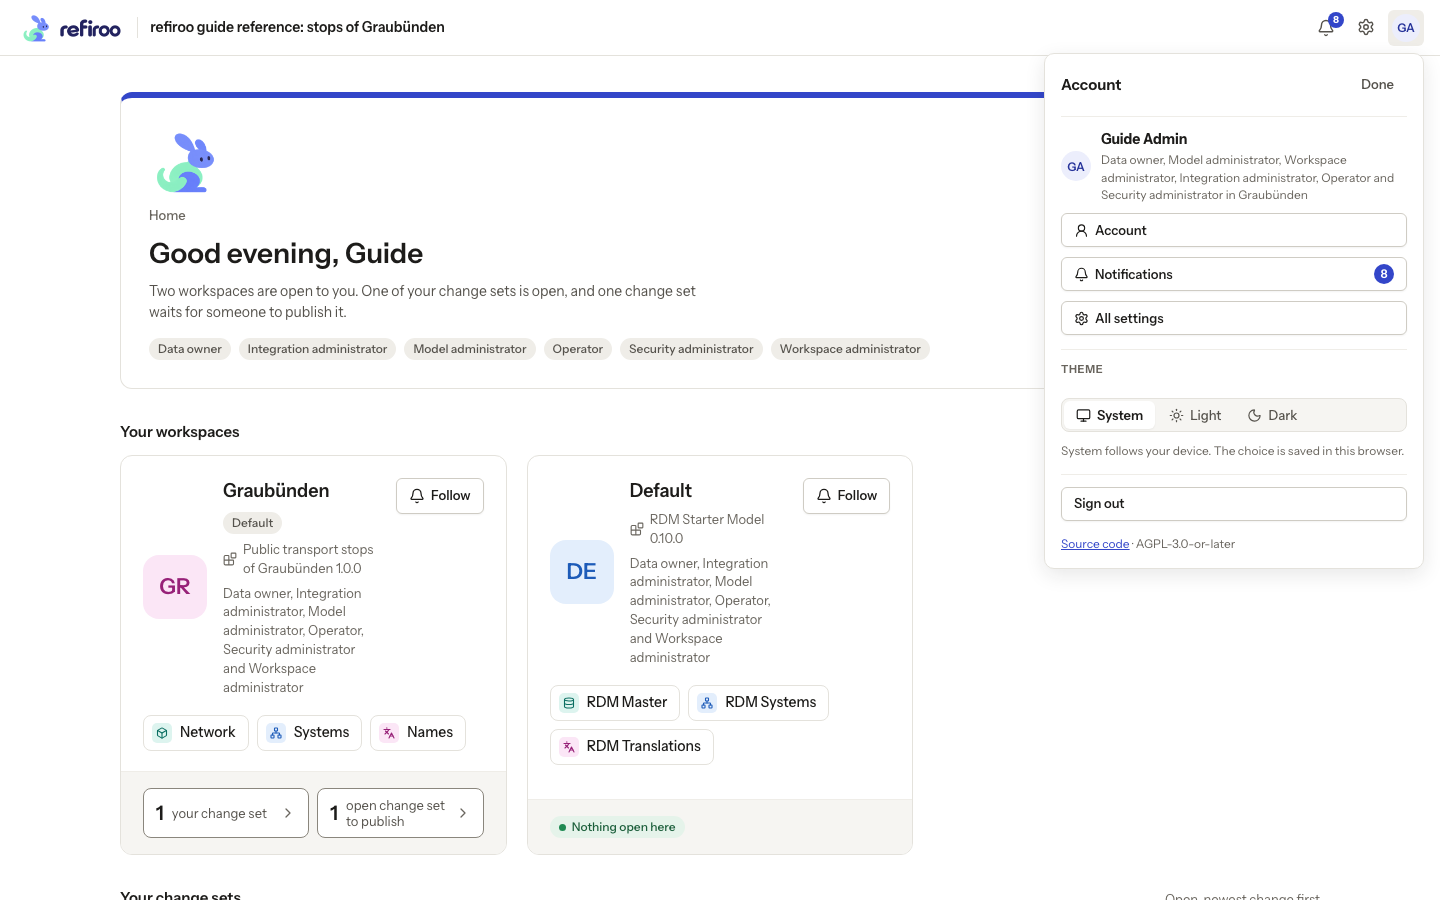 refiroo
refiroo guide reference: stops of Graubünden
8
GA
Account
Done
GA
Guide Admin
Data owner, Model administrator, Workspace
administrator, Integration administrator, Operator and
Security administrator in Graubünden
Account
Notifications
8
All settings
THEME
System
Light
Dark
System follows your device. The choice is saved in this browser.
Sign out
Source code · AGPL-3.0-or-later
Home
Good evening, Guide
Two workspaces are open to you. One of your change sets is open, and one change set
waits for someone to publish it.
Data owner
Integration administrator
Model administrator
Operator
Security administrator
Workspace administrator
Your workspaces
GR
Graubünden
Follow
Default
Public transport stops
of Graubünden 1.0.0
Data owner, Integration
administrator, Model
administrator, Operator,
Security administrator
and Workspace
administrator
Network
Systems
Names
1 your change set
1 open change set
to publish
DE
Default
Follow
RDM Starter Model
0.10.0
Data owner, Integration
administrator, Model
administrator, Operator,
Security administrator
and Workspace
administrator
RDM Master
RDM Systems
RDM Translations
Nothing open here
Your change sets
Open, newest change first